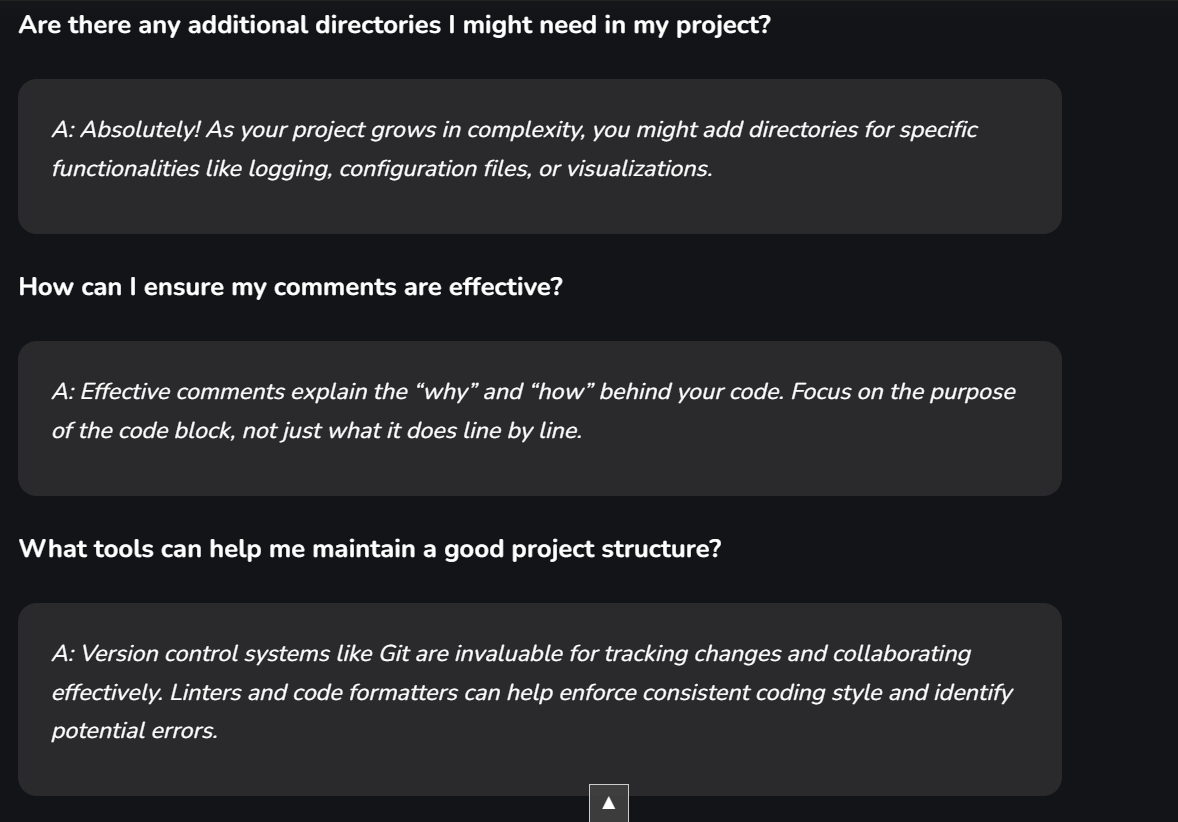 Are there any additional directories I might need in my project?
A: Absolutely! As your project grows in complexity, you might add directories for specific
functionalities like logging, configuration files, or visualizations.
How can I ensure my comments are effective?
A: Effective comments explain the “why” and “how” behind your code. Focus on the purpose
of the code block, not just what it does line by line.
What tools can help me maintain a good project structure?
A: Version control systems like Git are invaluable for tracking changes and collaborating
effectively. Linters and code formatters can help enforce consistent coding style and identify
potential errors.